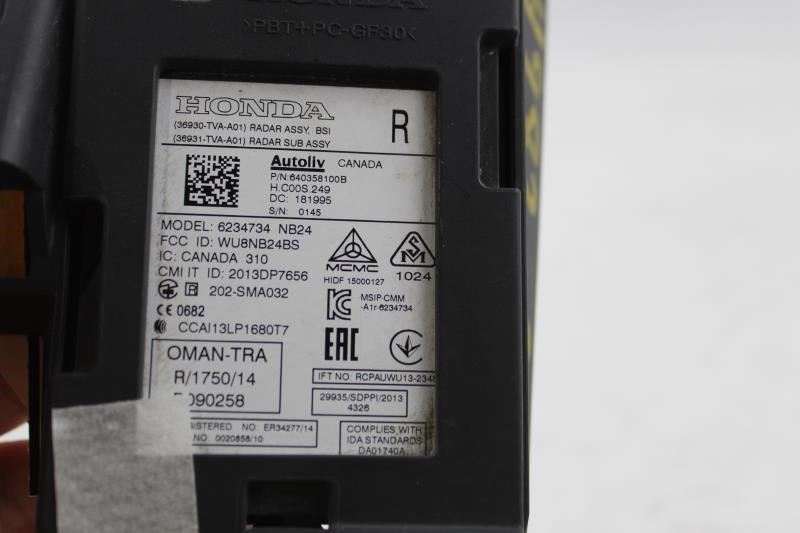 HONDA
>PBT+PC-GF30<
HONDA
(36930-TVA-A01) RADAR ASSY, BSI
(36931-TVA-A01) RADAR SUB ASSY
R
Autoliv CANADA
P/N:640358100B
H.C00S.249
DC: 181995
S/N: 0145
MODEL: 6234734 NB24
FCC ID: WU8NB24BS
IC: CANADA 310
CMI IT ID: 2013DP7656
202-SMA032
CE 0682
CCAI13LP1680T7
MCMC
HIDF 15000127
1024
MSIP-CMM
-A1r-6234734
EAC
OMAN-TRA
R/1750/14
090258
IFT NO: RCPAUWU13-234
29935/SDPPI/2013
4326
ISTERED NO: ER34277/14
NO: 0020858/10
COMPLIES WITH
IDA STANDARDS
DA01740A